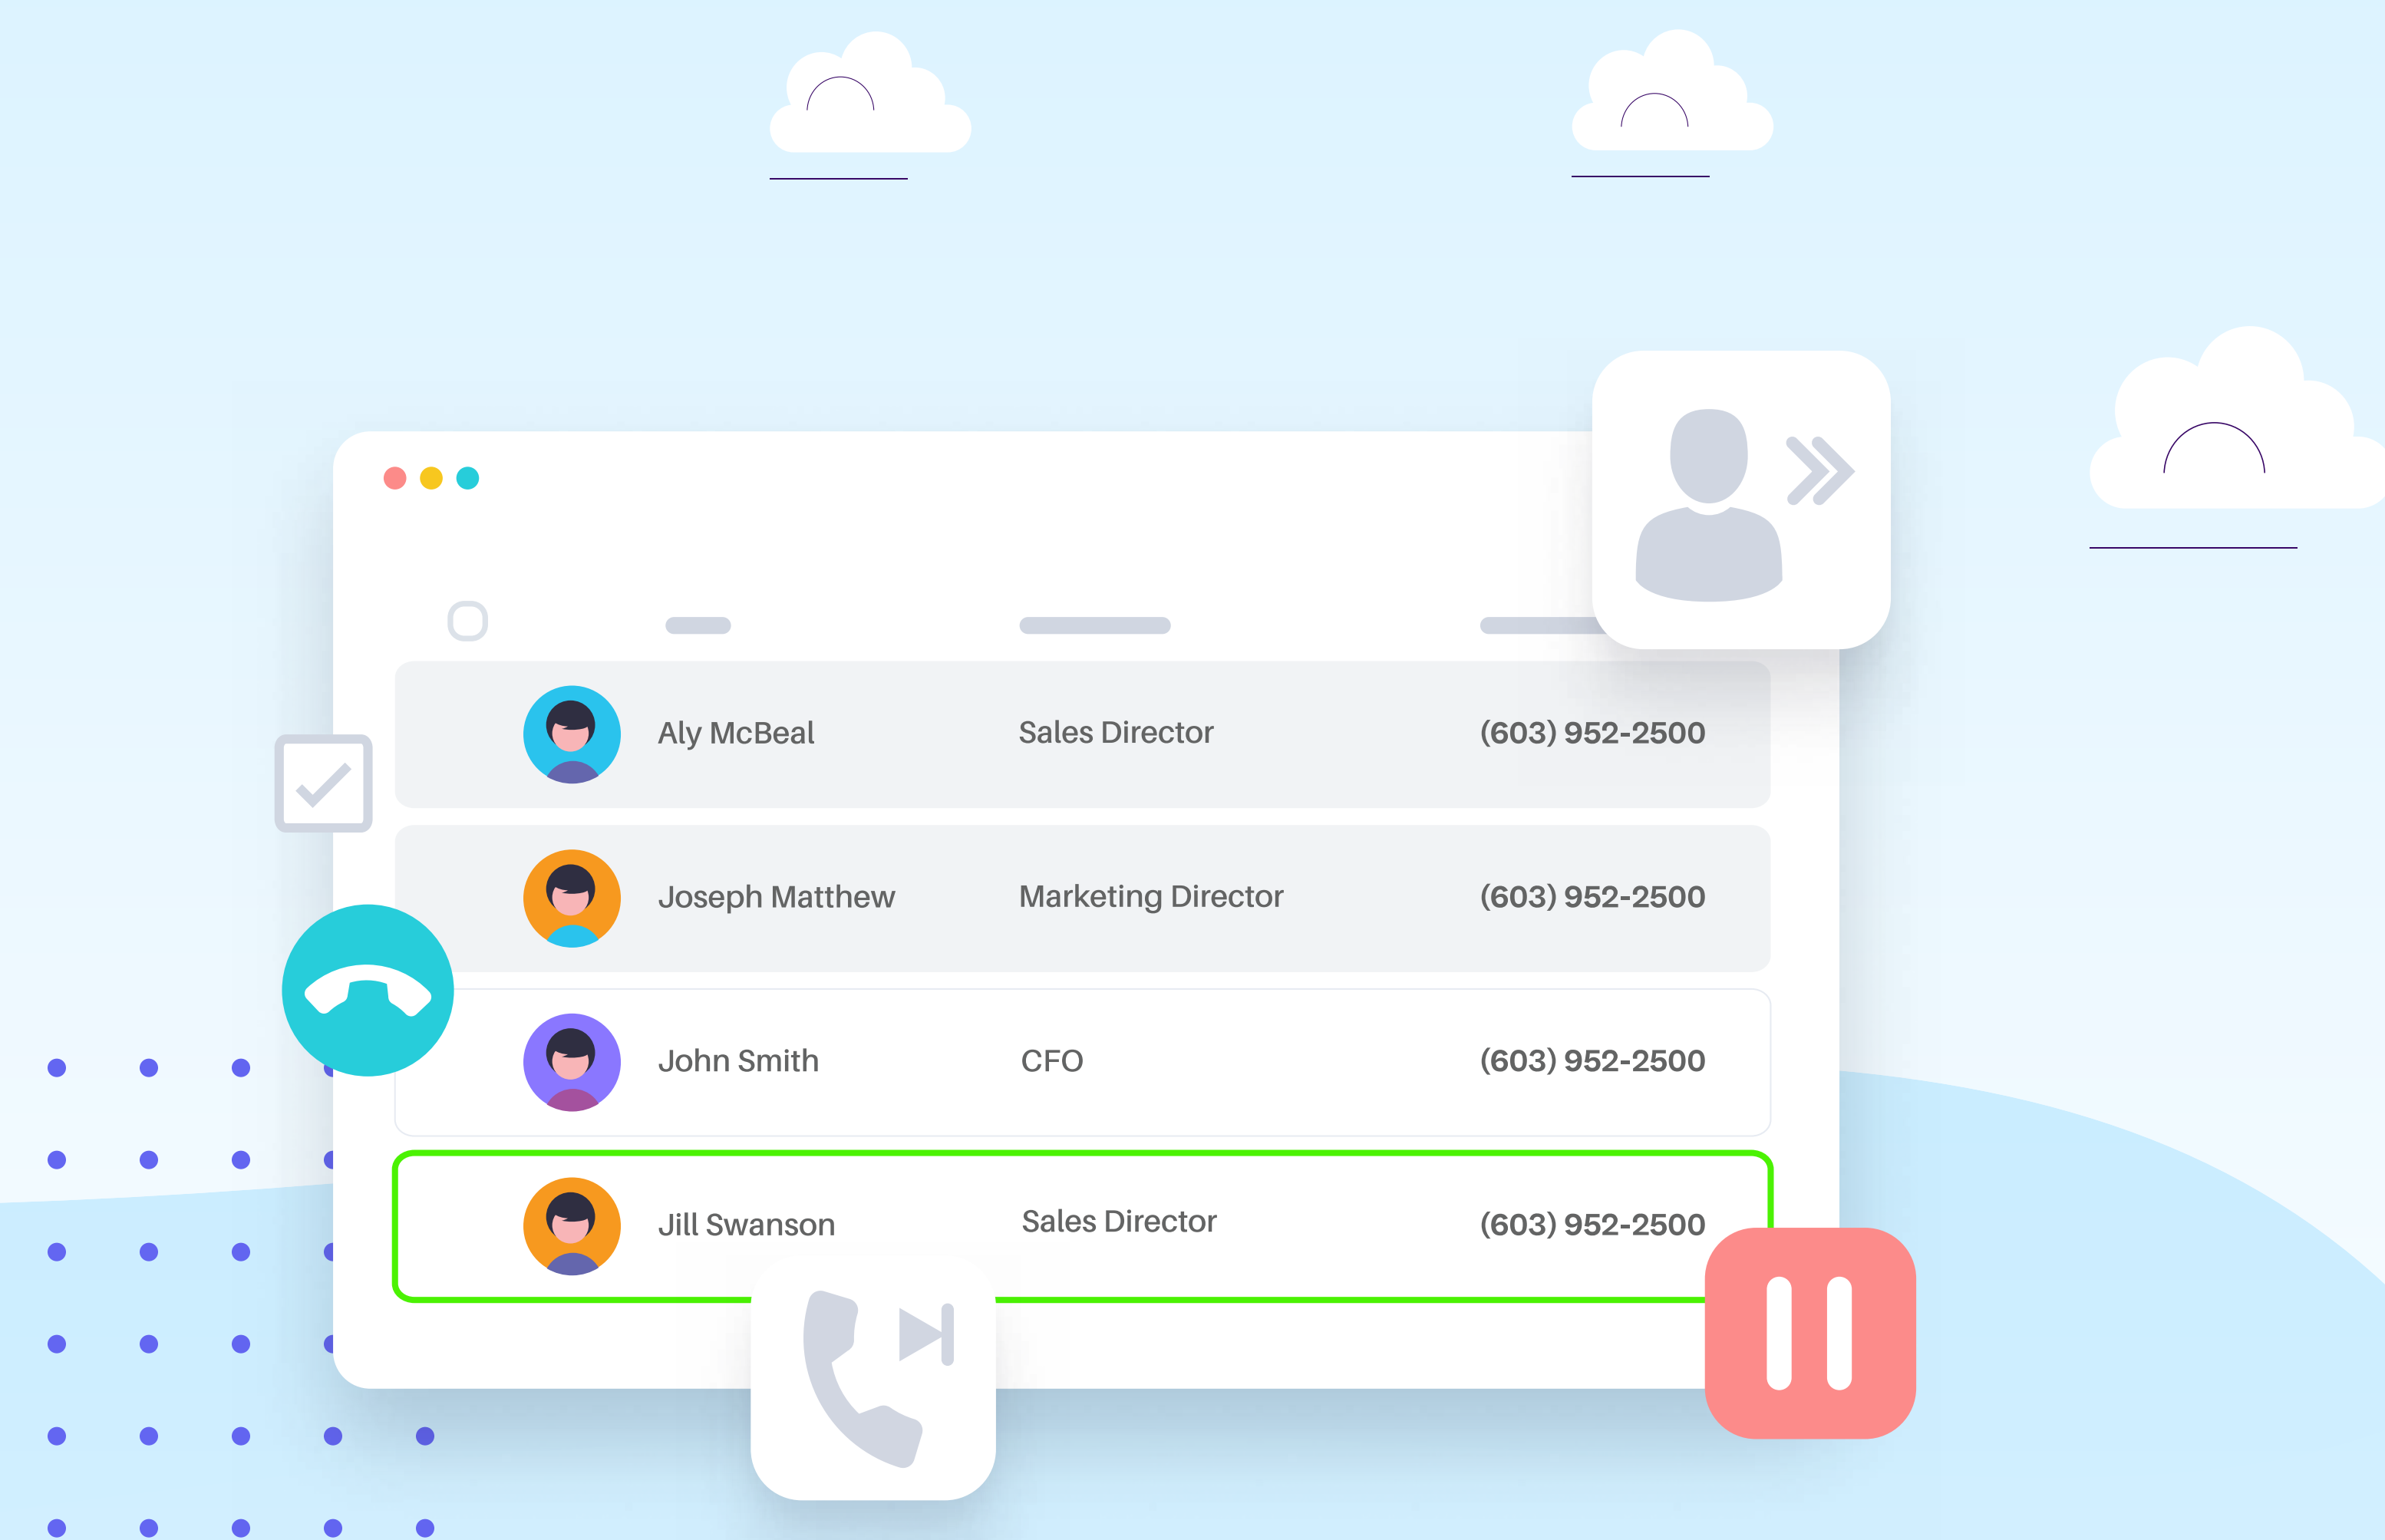 Aly McBeal Sales Director (603) 952-2500
Joseph Matthew Marketing Director (603) 952-2500
John Smith CFO (603) 952-2500
Jill Swanson Sales Director (603) 952-2500